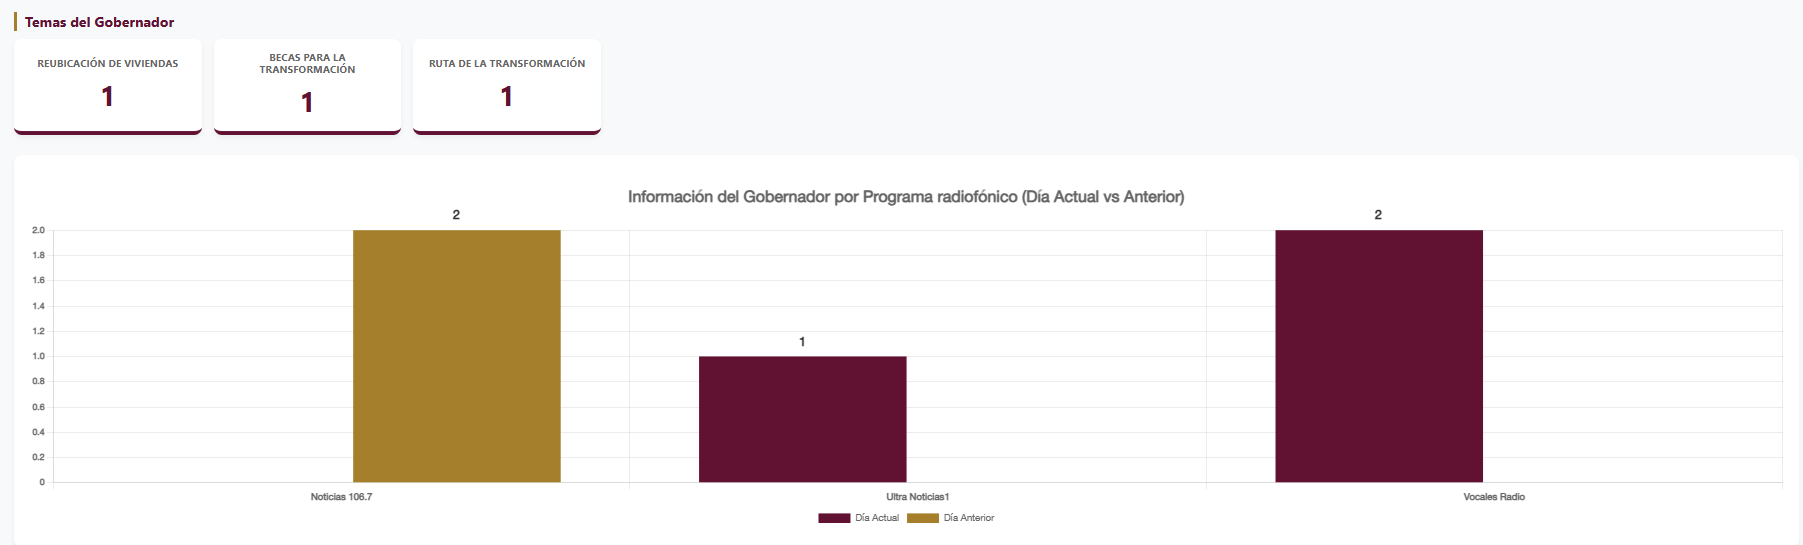 Temas del Gobernador
REUBICACIÓN DE VIVIENDAS
1
BECAS PARA LA
TRANSFORMACIÓN
1
RUTA DE LA TRANSFORMACIÓN
1
Información del Gobernador por Programa radiofónico (Día Actual vs Anterior)
2
2
2.0
1.8
1.6
1.4
1.2
1
1.0
0.8
0.6
0.4
0.2
0
Noticias 106.7
Ultra Noticias1
Vocales Radio
Día Actual
Día Anterior